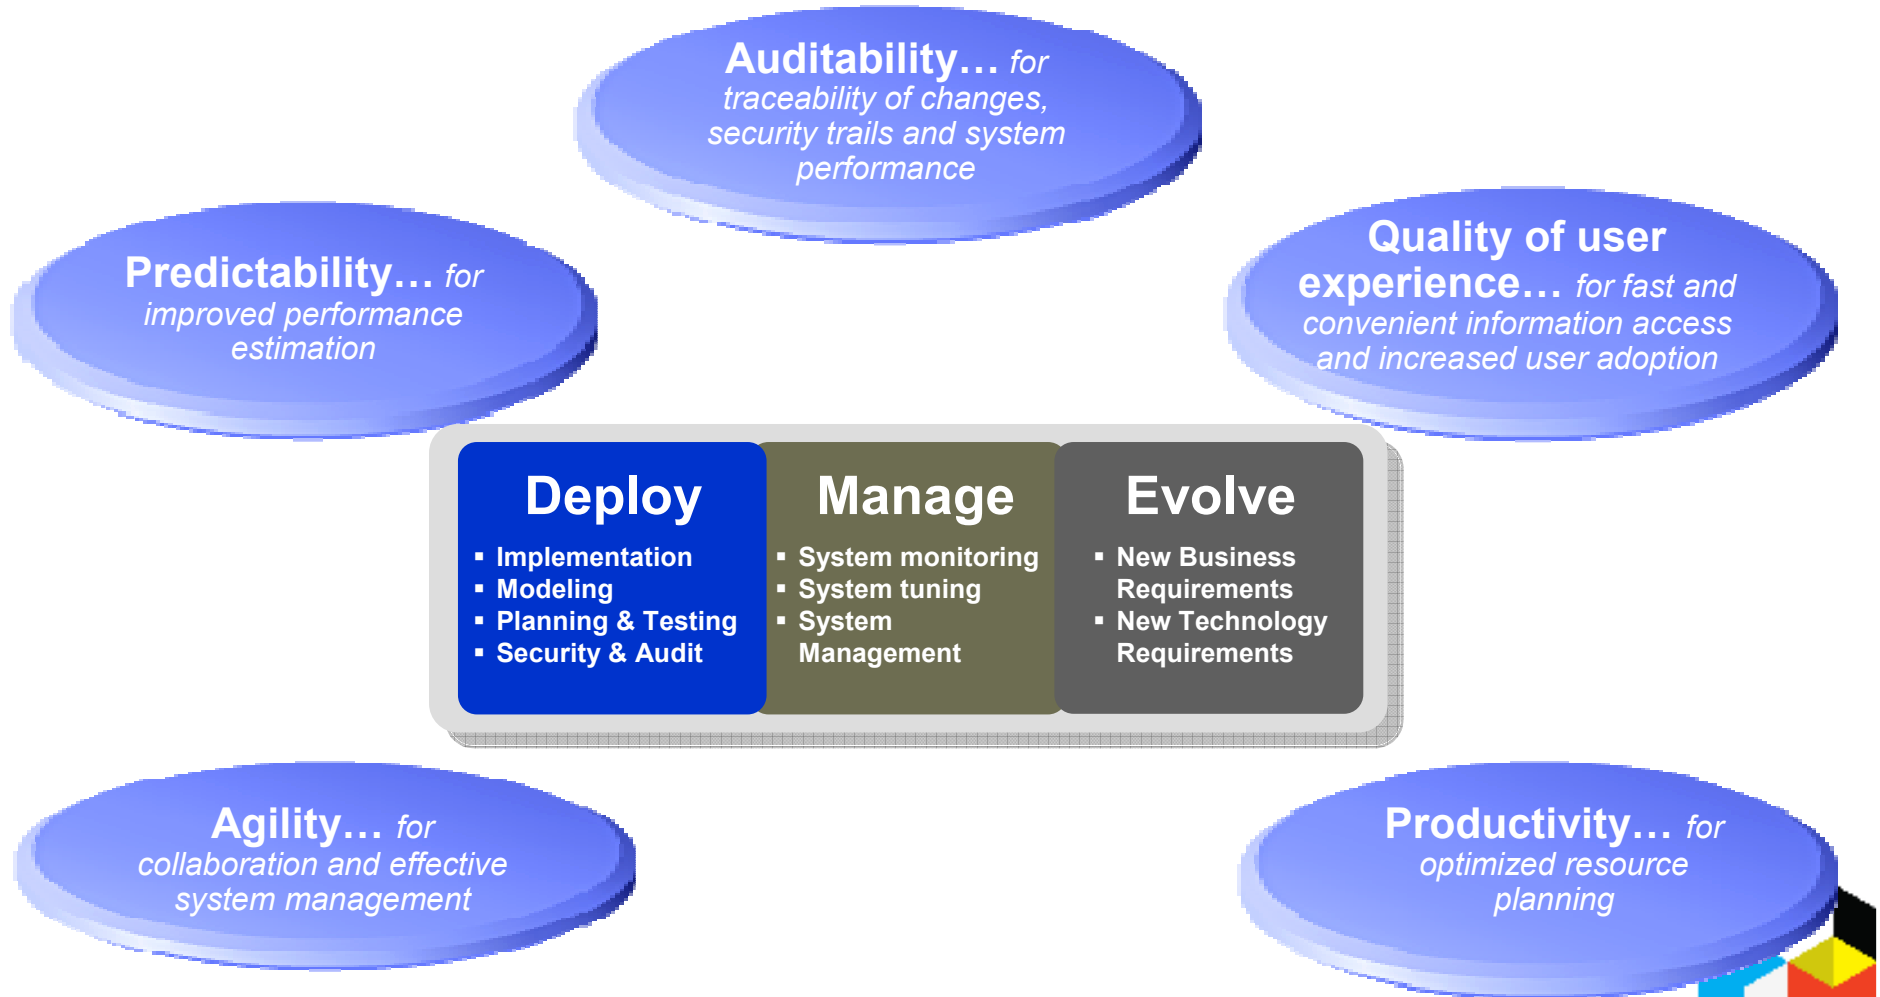 Auditability… for
traceability of changes,
security trails and system
performance
Predictability… for
improved performance
estimation
Quality of user
experience… for fast and
convenient information access
and increased user adoption
Deploy
▪ Implementation
▪ Modeling
▪ Planning & Testing
▪ Security & Audit
Manage
▪ System monitoring
▪ System tuning
▪ System
Management
Evolve
▪ New Business
Requirements
▪ New Technology
Requirements
Agility… for
collaboration and effective
system management
Productivity… for
optimized resource
planning